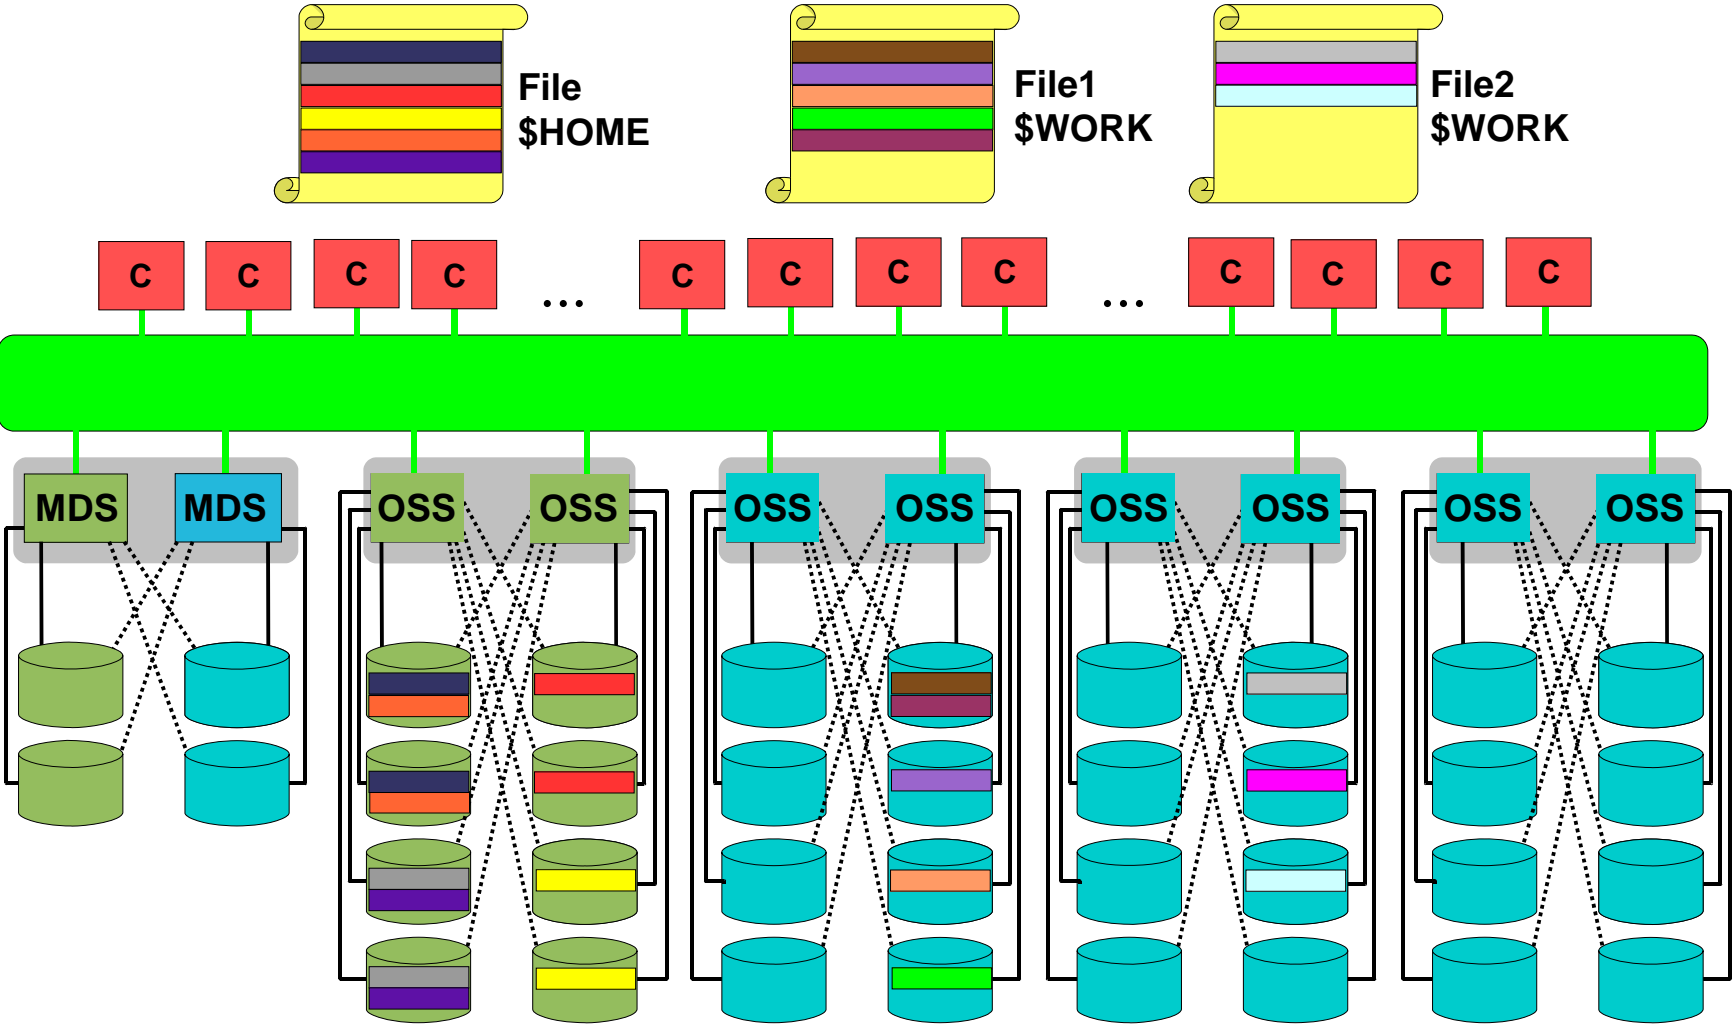 File
$HOME
File1
$WORK
File2
$WORK
C C C C ... C C C C ... C C C C
MDS MDS OSS OSS OSS OSS OSS OSS OSS OSS